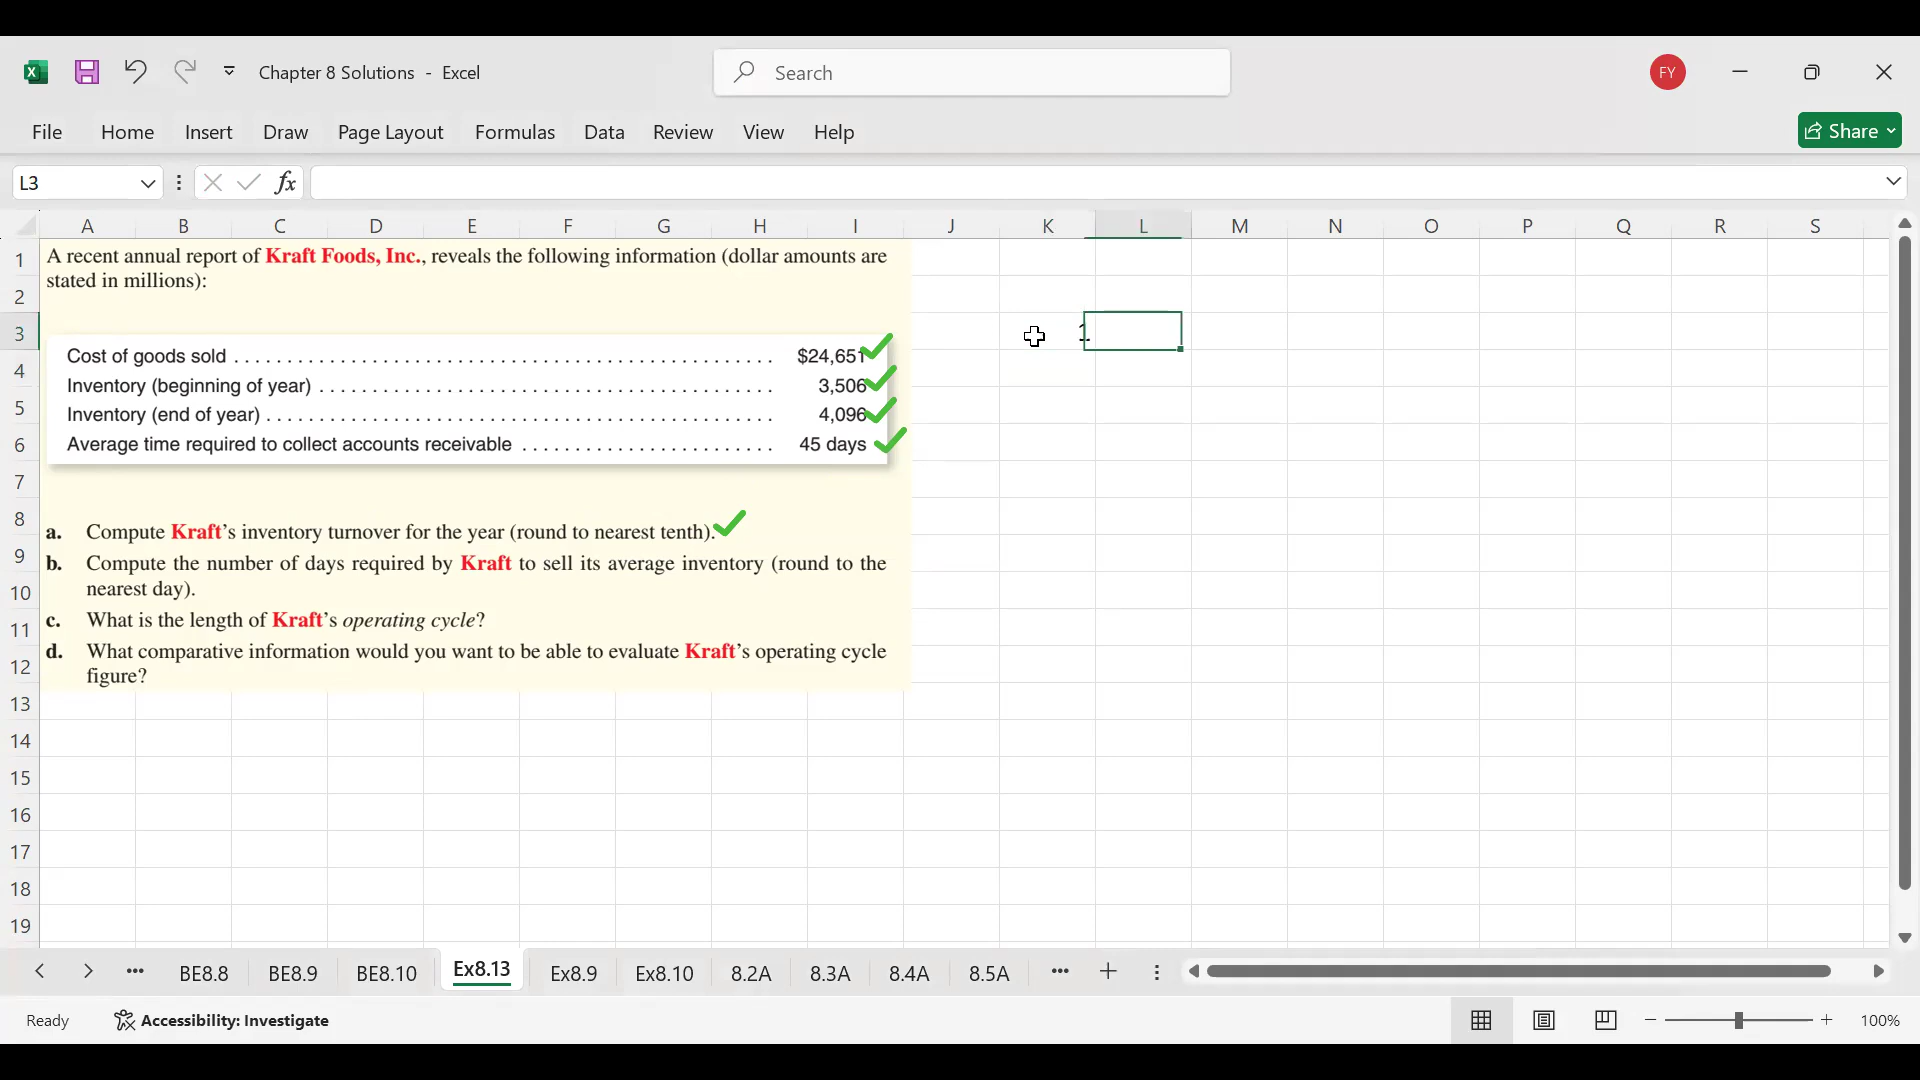 Chapter 8 Solutions - Excel
Search
FY
File Home Insert Draw Page Layout Formulas Data Review View Help
Share
L3
fx
A B C D E F G H I J K L M N O P Q R S
1
2
3
4
5
6
7
8
9
10
11
12
13
14
15
16
17
18
19
A recent annual report of Kraft Foods, Inc., reveals the following information (dollar amounts are
stated in millions):
1
Cost of goods sold . . . . . . . . . . . . . . . . . . . . . . . . . . . . . . . . . . . . . . . . . . . . . . . . . . . $24,651
Inventory (beginning of year) . . . . . . . . . . . . . . . . . . . . . . . . . . . . . . . . . . . . . . . . . . . 3,506
Inventory (end of year) . . . . . . . . . . . . . . . . . . . . . . . . . . . . . . . . . . . . . . . . . . . . . . . . 4,096
Average time required to collect accounts receivable . . . . . . . . . . . . . . . . . . . . . . . . 45 days
a. Compute Kraft's inventory turnover for the year (round to nearest tenth).
b. Compute the number of days required by Kraft to sell its average inventory (round to the
nearest day).
c. What is the length of Kraft's operating cycle?
d. What comparative information would you want to be able to evaluate Kraft's operating cycle
figure?
BE8.8 BE8.9 BE8.10 Ex8.13 Ex8.9 Ex8.10 8.2A 8.3A 8.4A 8.5A
Ready Accessibility: Investigate 100%